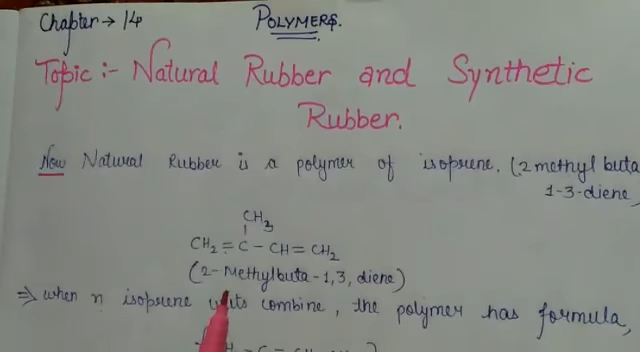 Chapter → 14 POLYMERS.
Topic :- Natural Rubber and Synthetic
Rubber.
Now Natural Rubber is a polymer of isoprene. (2 methyl buta
1-3-diene,
CH3
CH2 = C - CH = CH2
(2- Methylbuta - 1,3, diene)
⇒ when n isoprene units combine, the polymer has formula,